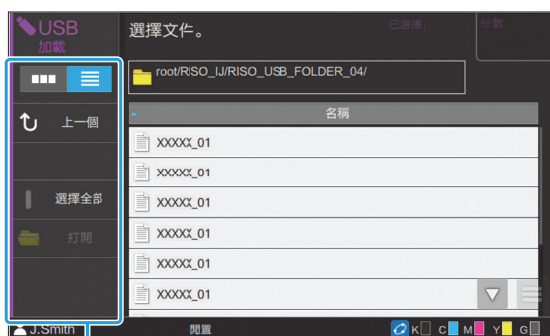 USB
加載
選擇文件。
已選擇:
份數
root/RISO_IJ/RISO_USB_FOLDER_04/
名稱
上一個
選擇全部
打開
XXXXX_01
XXXXX_01
XXXXX_01
XXXXX_01
XXXXX_01
XXXXX_01
J.Smith
閒置
K C M Y G